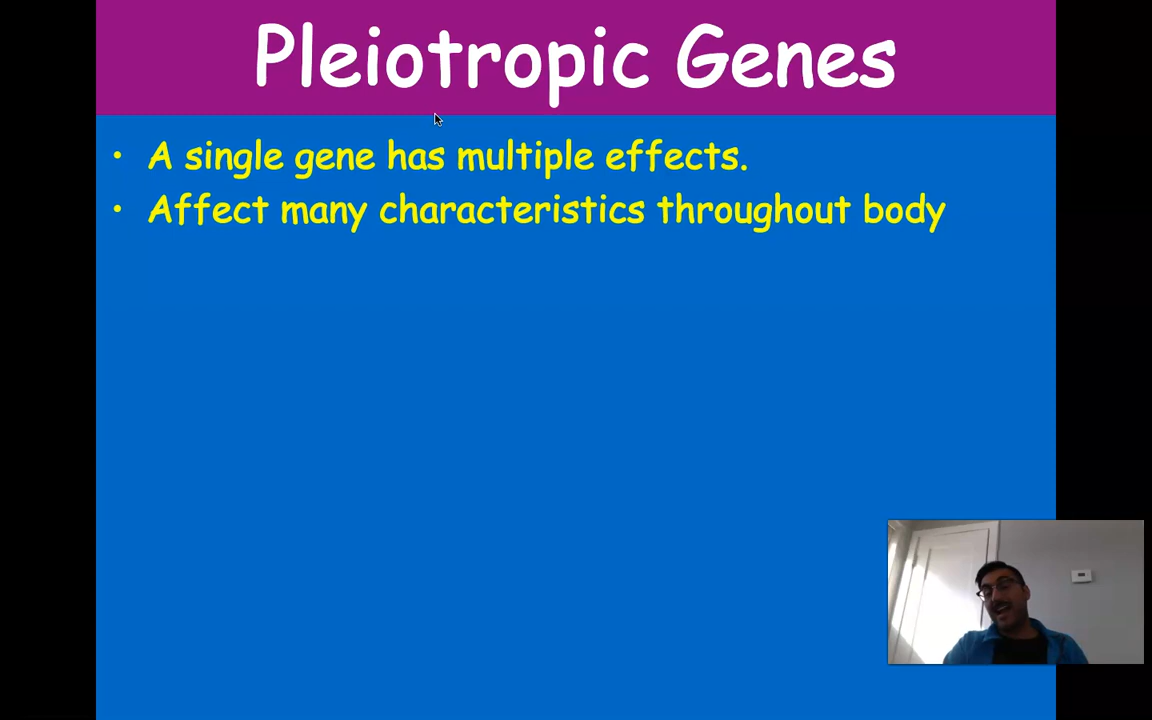 Pleiotropic Genes
• A single gene has multiple effects.
• Affect many characteristics throughout body